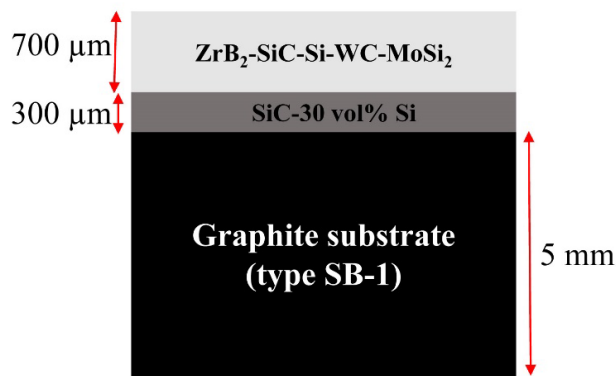 700 µm
ZrB₂-SiC-Si-WC-MoSi₂
300 µm
SiC-30 vol% Si
Graphite substrate
(type SB-1)
5 mm